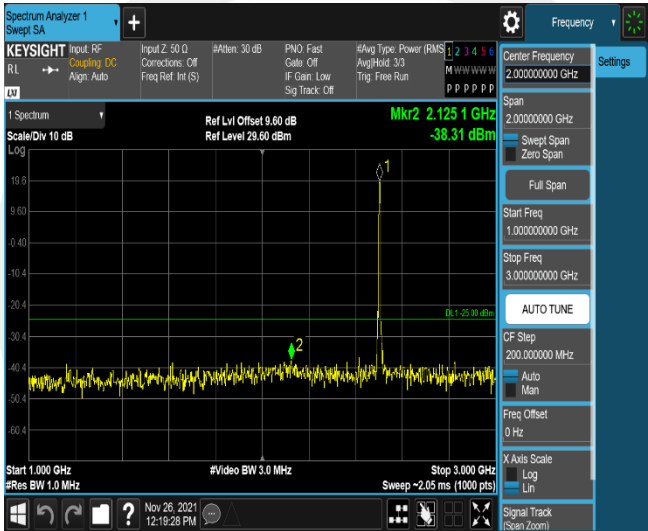 Spectrum Analyzer 1
Swept SA
Frequency
KEYSIGHT
Input: RF
Input Z: 50 Ω
#Atten: 30 dB
PNO: Fast
#Avg Type: Power (RMS
1 2 3 4 5 6
RL
Coupling: DC
Corrections: Off
Gate: Off
Avg|Hold: 3/3
M W W W W W
Align: Auto
Freq Ref: Int (S)
IF Gain: Low
Trig: Free Run
Sig Track: Off
P P P P P P
LXI
1 Spectrum
Ref Lvl Offset 9.60 dB
Mkr2 2.125 1 GHz
Scale/Div 10 dB
Ref Level 29.60 dBm
-38.31 dBm
Log
1
19.6
9.60
-0.40
-10.4
-20.4
DL1 -25.00 dBm
-30.4
2
-40.4
-50.4
-60.4
Start 1.000 GHz
#Video BW 3.0 MHz
Stop 3.000 GHz
#Res BW 1.0 MHz
Sweep ~2.05 ms (1000 pts)
?
Nov 26, 2021
12:19:28 PM
Center Frequency
2.000000000 GHz
Settings
Span
2.00000000 GHz
Swept Span
Zero Span
Full Span
Start Freq
1.000000000 GHz
Stop Freq
3.000000000 GHz
AUTO TUNE
CF Step
200.000000 MHz
Auto
Man
Freq Offset
0 Hz
X Axis Scale
Log
Lin
Signal Track
(Span Zoom)